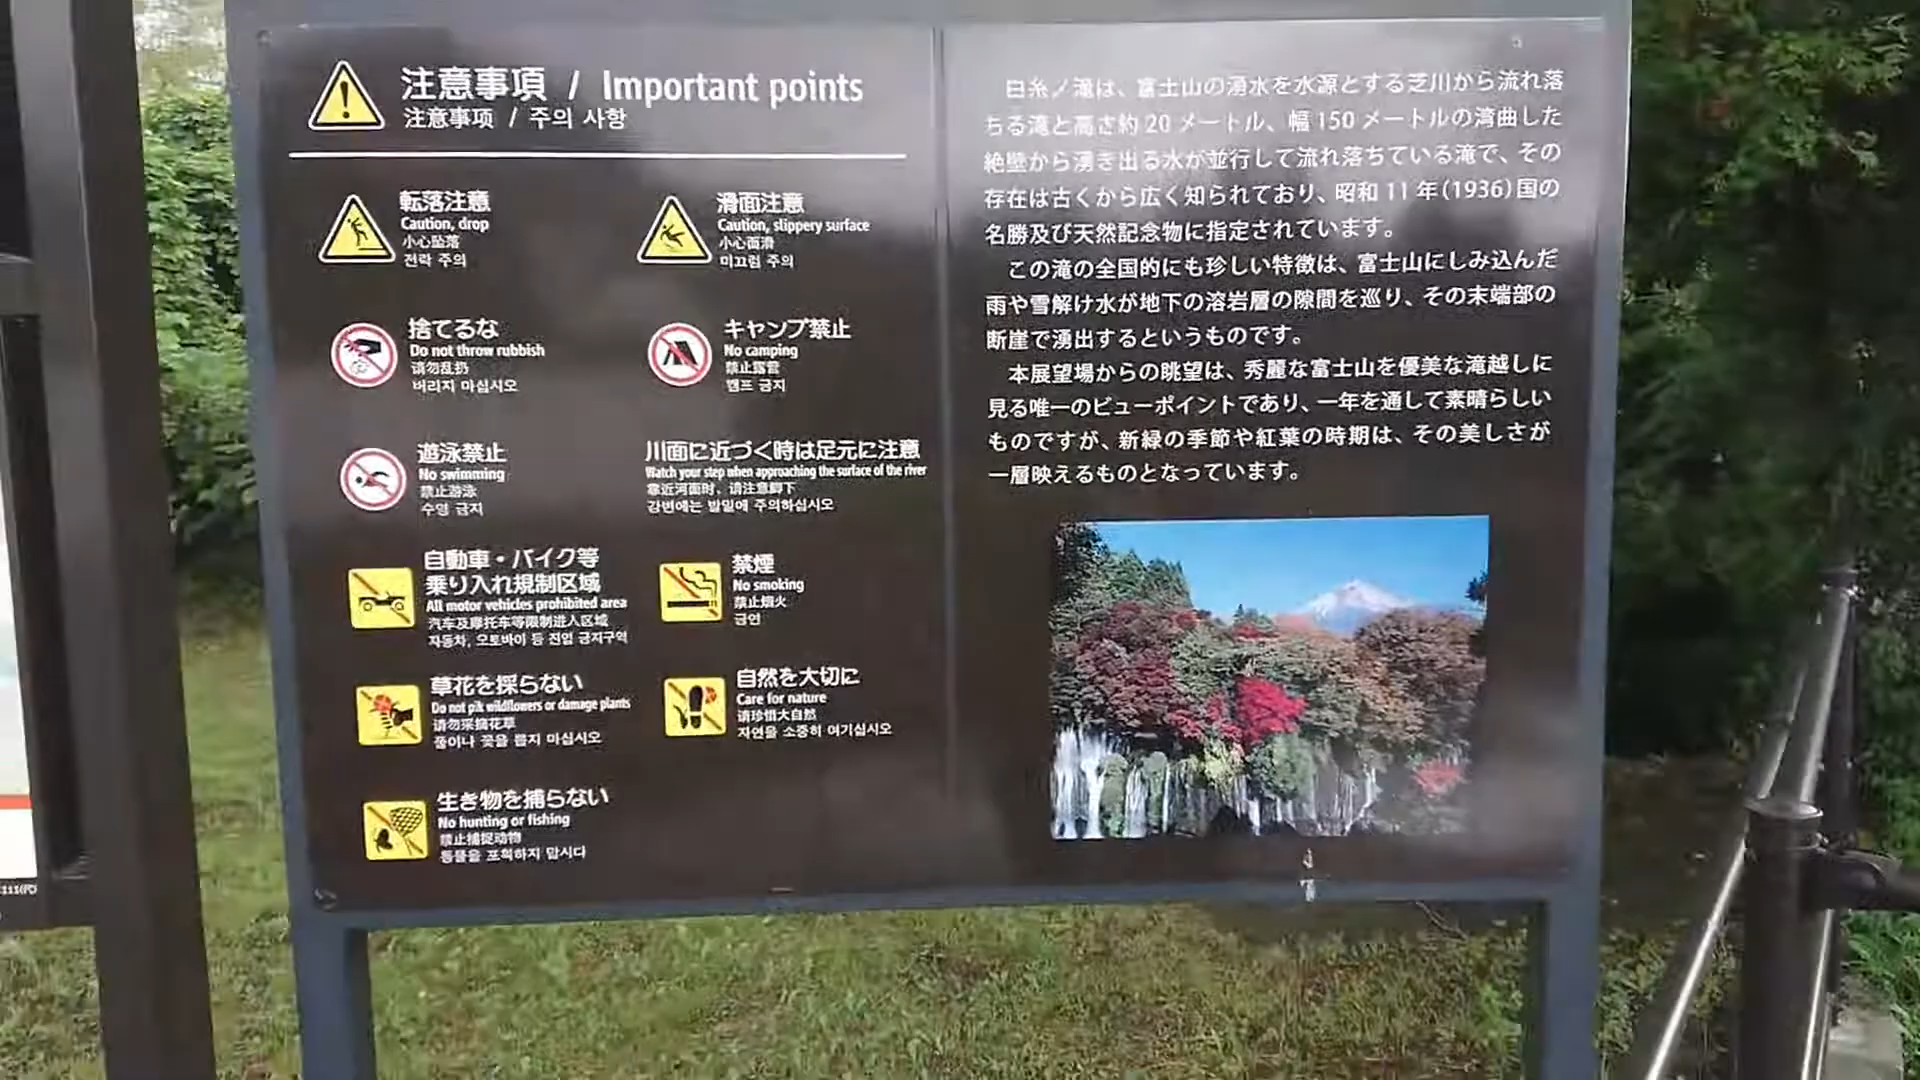 注意事項 / Important points
注意事项 / 주의 사항
転落注意
Caution, drop
小心坠落
전락 주의
滑面注意
Caution, slippery surface
小心面滑
미끄럼 주의
捨てるな
Do not throw rubbish
请勿乱扔
버리지 마십시오
キャンプ禁止
No camping
禁止露营
캠프 금지
遊泳禁止
No swimming
禁止游泳
수영 금지
川面に近づく時は足元に注意
Watch your step when approaching the surface of the river
靠近河面时，请注意脚下
강변에는 발밑에 주의하십시오
自動車・バイク等
乗り入れ規制区域
All motor vehicles prohibited area
汽车及摩托车等限制进入区域
자동차, 오토바이 등 진입 금지구역
禁煙
No smoking
禁止烟火
금연
草花を採らない
Do not pik wildflowers or damage plants
请勿采摘花草
풀이나 꽃을 뜯지 마십시오
自然を大切に
Care for nature
请珍惜大自然
자연을 소중히 여기십시오
生き物を捕らない
No hunting or fishing
禁止捕捉动物
동물을 포획하지 맙시다
白糸ノ滝は、富士山の湧水を水源とする芝川から流れ落
ちる滝と高さ約 20 メートル、幅 150 メートルの湾曲した
絶壁から湧き出る水が並行して流れ落ちている滝で、その
存在は古くから広く知られており、昭和 11 年（1936）国の
名勝及び天然記念物に指定されています。
この滝の全国的にも珍しい特徴は、富士山にしみ込んだ
雨や雪解け水が地下の溶岩層の隙間を巡り、その末端部の
断崖で湧出するというものです。
本展望場からの眺望は、秀麗な富士山を優美な滝越しに
見る唯一のビューポイントであり、一年を通して素晴らしい
ものですが、新緑の季節や紅葉の時期は、その美しさが
一層映えるものとなっています。